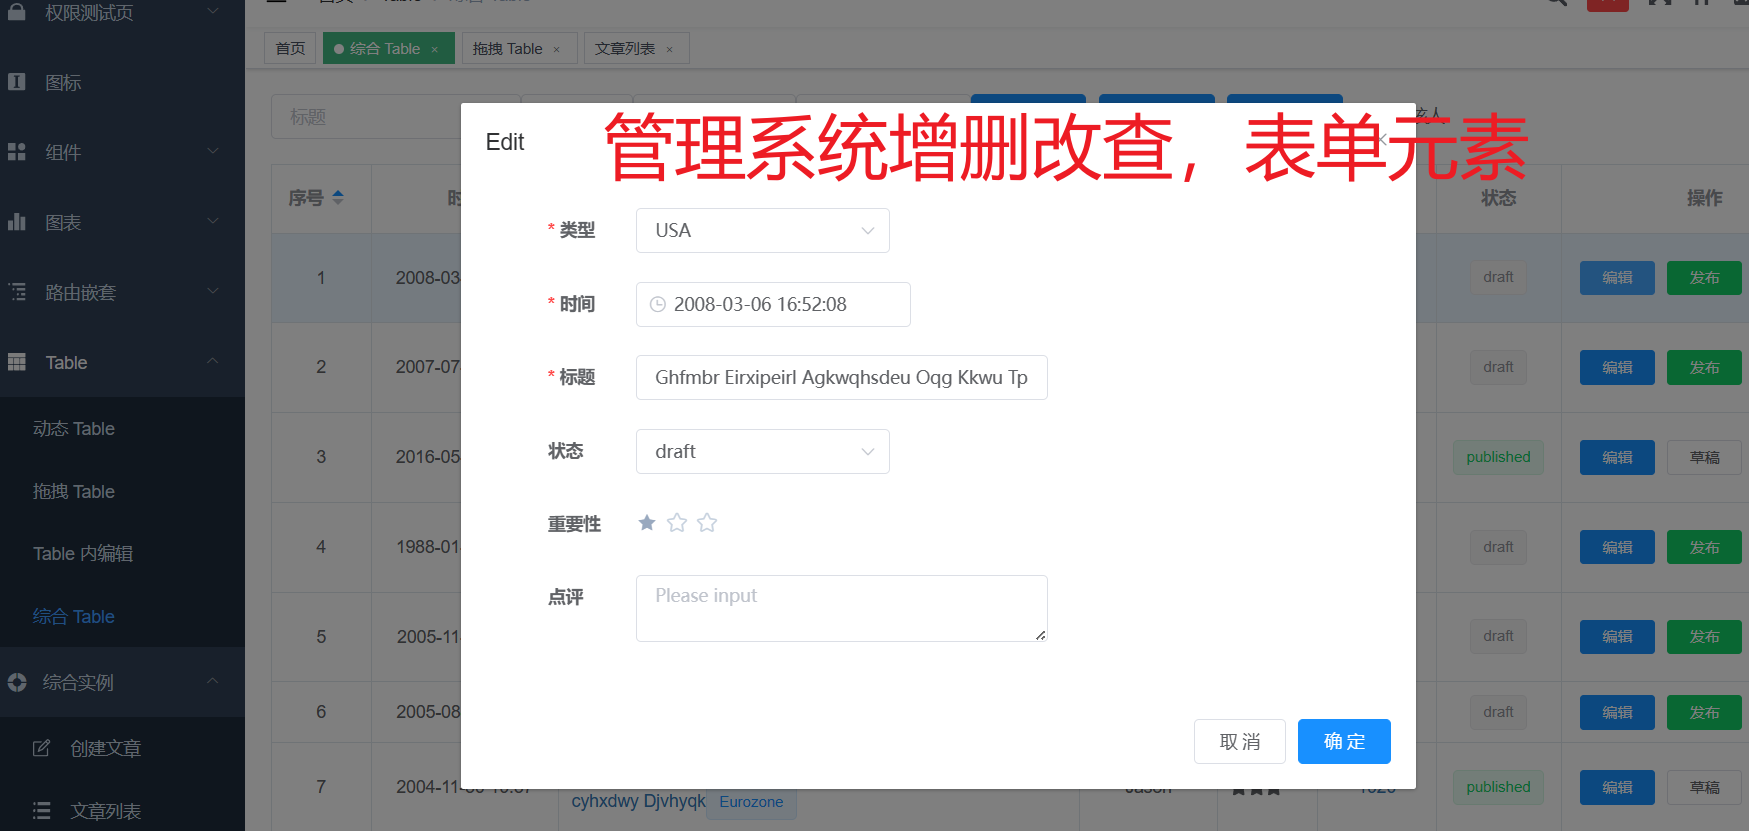 权限测试页
图标
组件
图表
路由嵌套
Table
动态 Table
拖拽 Table
Table 内编辑
综合 Table
综合实例
创建文章
文章列表
首页
综合 Table ×
拖拽 Table ×
文章列表 ×
标题
管理系统增删改查，表单元素
Edit
* 类型 USA
* 时间 2008-03-06 16:52:08
* 标题 Ghfmbr Eirxipeirl Agkwqhsdeu Oqg Kkwu Tp
状态 draft
重要性
点评 Please input
取消 确定
序号 状态 操作
1 2008-03 draft 编辑 发布
2 2007-07 draft 编辑 发布
3 2016-05 published 编辑 草稿
4 1988-01 draft 编辑 发布
5 2005-11 draft 编辑 发布
6 2005-08 draft 编辑 发布
7 2004-11 published 编辑 草稿
cyhxdwy Djvhyqk Eurozone